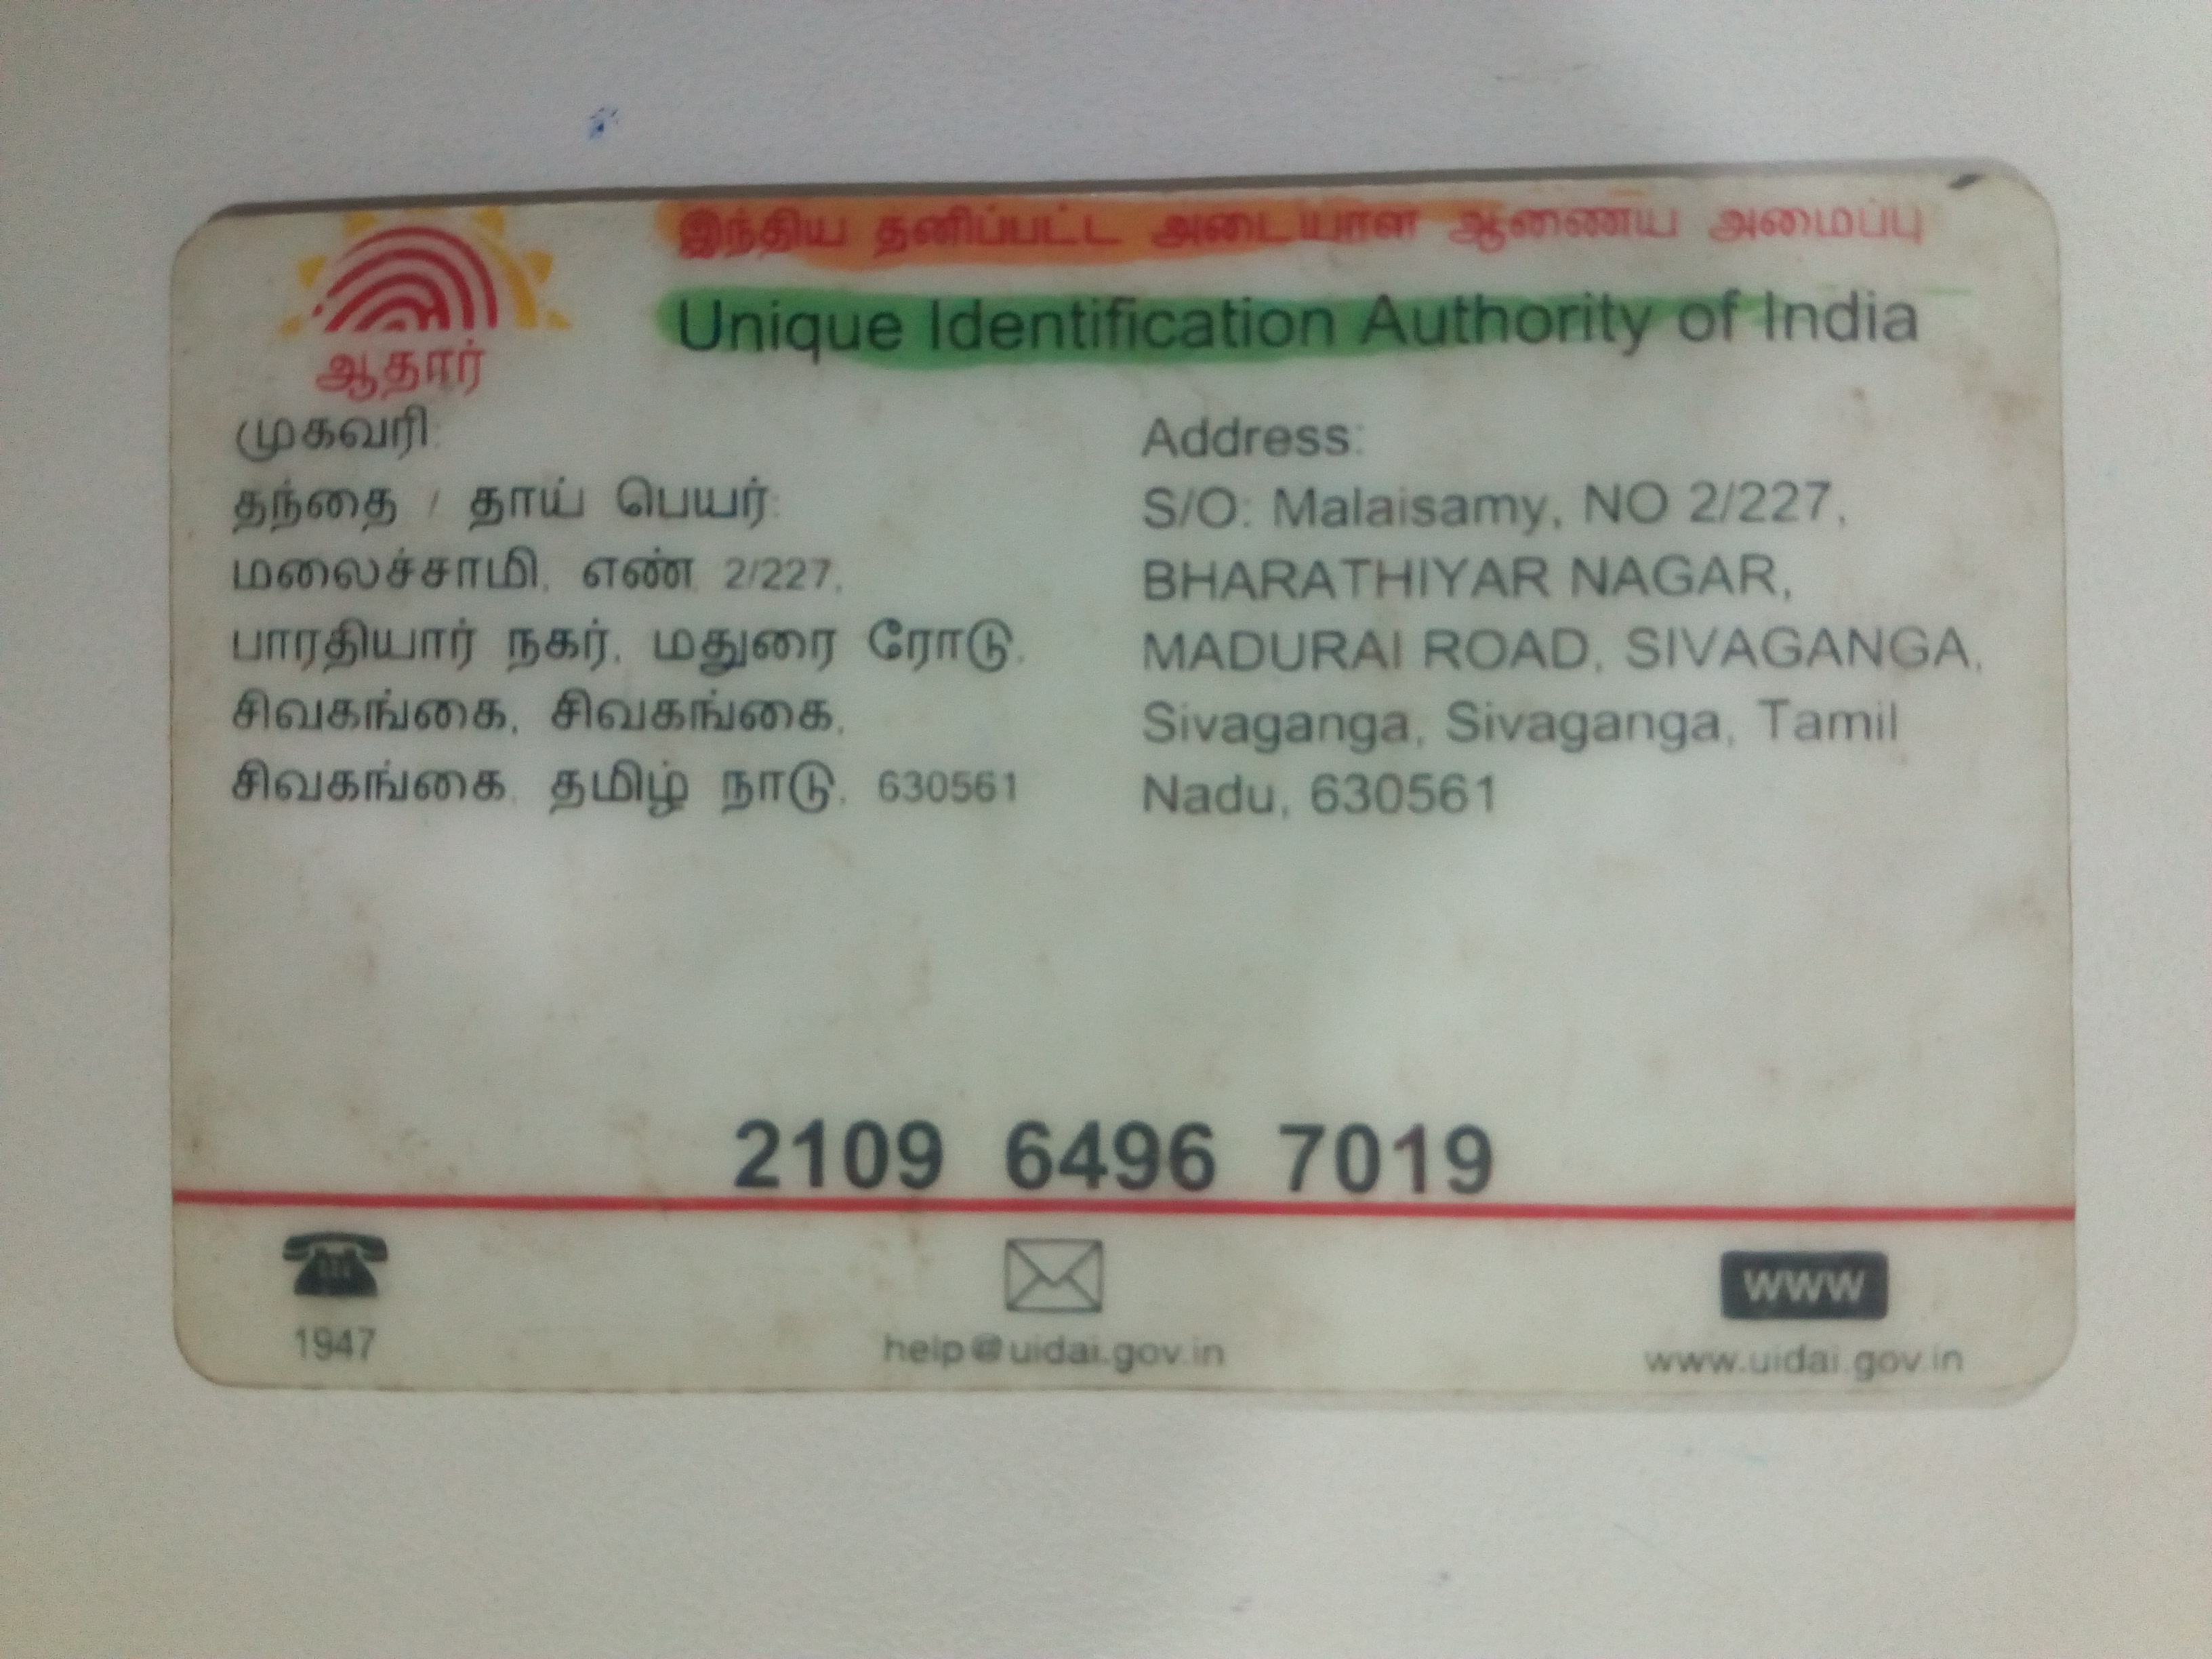 இந்திய தனிப்பட்ட அடையாள ஆணைய அமைப்பு
Unique Identification Authority of India
ஆதார்
முகவரி:
தந்தை / தாய் பெயர்:
மலைச்சாமி, எண் 2/227,
பாரதியார் நகர், மதுரை ரோடு,
சிவகங்கை, சிவகங்கை,
சிவகங்கை, தமிழ் நாடு, 630561
Address:
S/O: Malaisamy, NO 2/227,
BHARATHIYAR NAGAR,
MADURAI ROAD, SIVAGANGA,
Sivaganga, Sivaganga, Tamil
Nadu, 630561
2109 6496 7019
1947
help@uidai.gov.in
www
www.uidai.gov.in